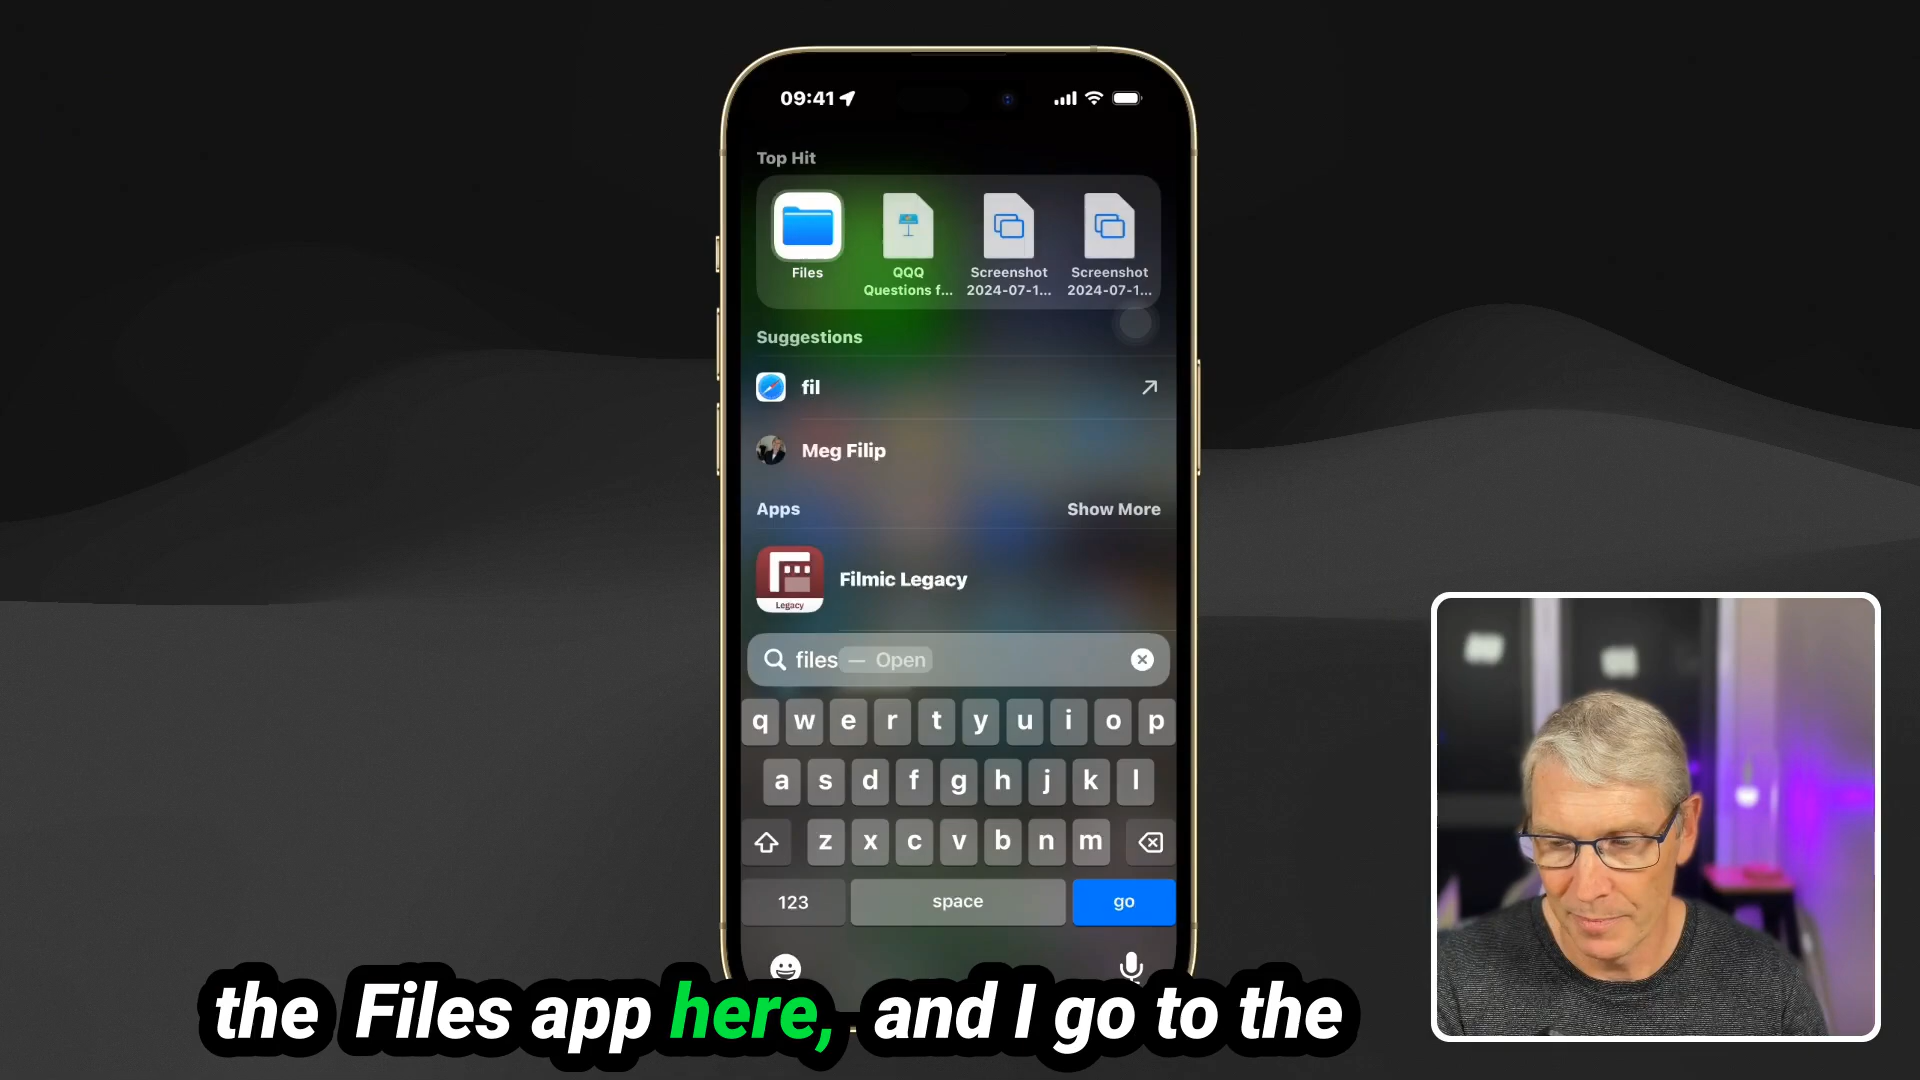 09:41
Top Hit
Files
QQQ
Questions f...
Screenshot
2024-07-1...
Screenshot
2024-07-1...
Suggestions
fil
Meg Filip
Apps Show More
Legacy
Filmic Legacy
files — Open
q w e r t y u i o p
a s d f g h j k l
z x c v b n m
123 space go
the Files app here, and I go to the